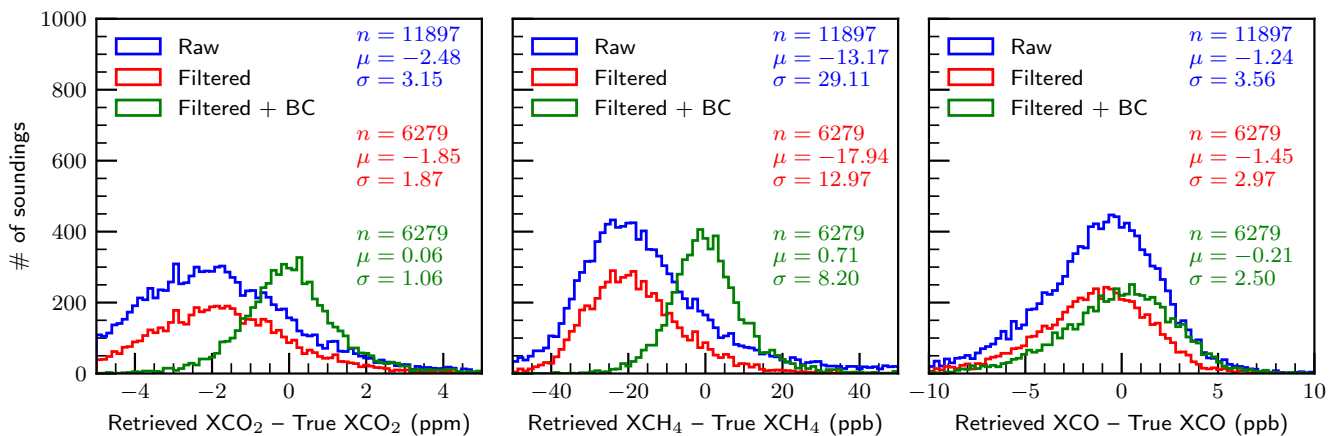 # of soundings
1000
800
600
400
200
0
Raw
Filtered
Filtered + BC
n = 11897
μ = −2.48
σ = 3.15
n = 6279
μ = −1.85
σ = 1.87
n = 6279
μ = 0.06
σ = 1.06
−4 −2 0 2 4
Retrieved XCO₂ – True XCO₂ (ppm)
Raw
Filtered
Filtered + BC
n = 11897
μ = −13.17
σ = 29.11
n = 6279
μ = −17.94
σ = 12.97
n = 6279
μ = 0.71
σ = 8.20
−40 −20 0 20 40
Retrieved XCH₄ – True XCH₄ (ppb)
Raw
Filtered
Filtered + BC
n = 11897
μ = −1.24
σ = 3.56
n = 6279
μ = −1.45
σ = 2.97
n = 6279
μ = −0.21
σ = 2.50
−10 −5 0 5 10
Retrieved XCO – True XCO (ppb)